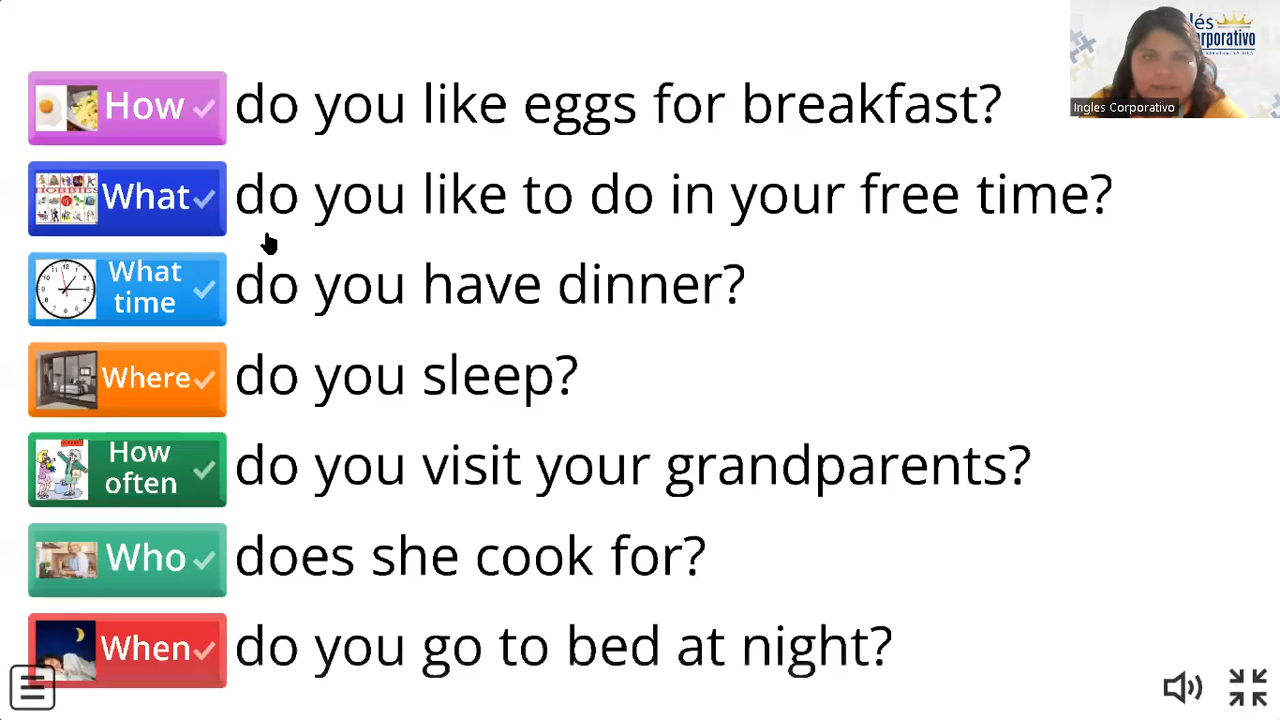 How do you like eggs for breakfast?
What do you like to do in your free time?
What time do you have dinner?
Where do you sleep?
How often do you visit your grandparents?
Who does she cook for?
When do you go to bed at night?
Ingles Corporativo
HOBBIES